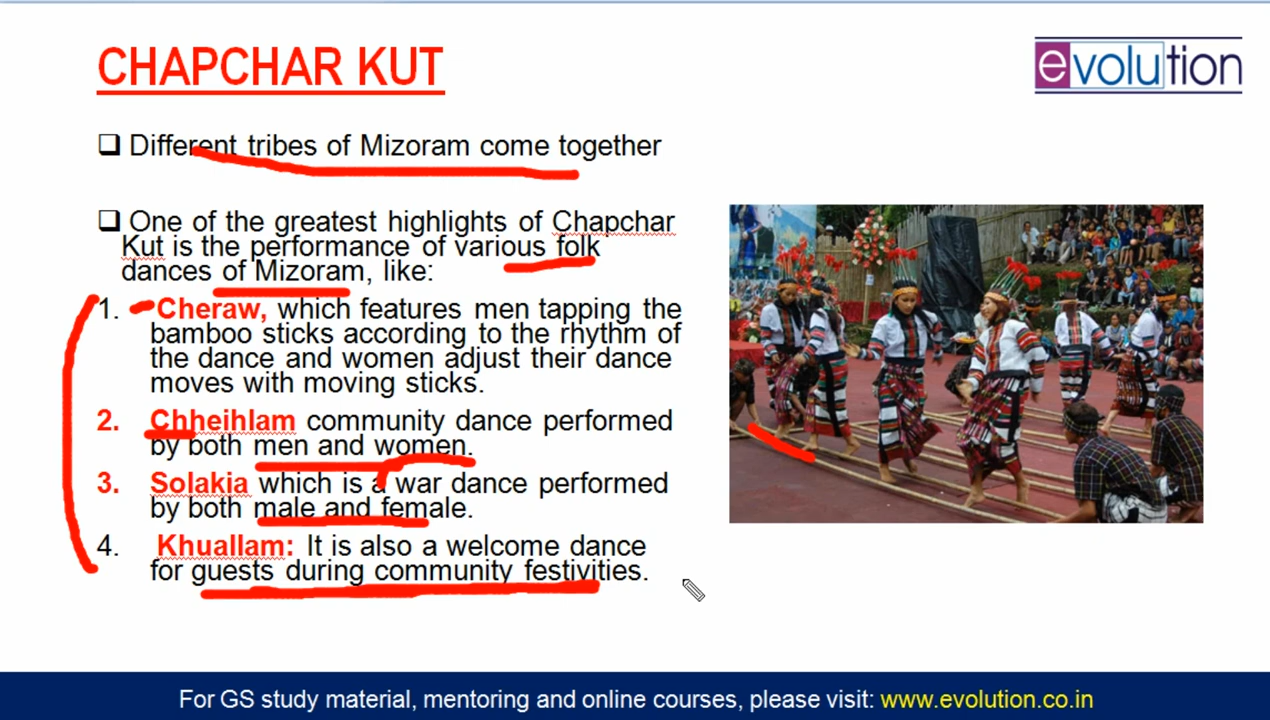 CHAPCHAR KUT
evolution
❑ Different tribes of Mizoram come together
❑ One of the greatest highlights of Chapchar
Kut is the performance of various folk
dances of Mizoram, like:
1. Cheraw, which features men tapping the
bamboo sticks according to the rhythm of
the dance and women adjust their dance
moves with moving sticks.
2. Chheihlam community dance performed
by both men and women.
3. Solakia which is a war dance performed
by both male and female.
4. Khuallam: It is also a welcome dance
for guests during community festivities.
For GS study material, mentoring and online courses, please visit: www.evolution.co.in